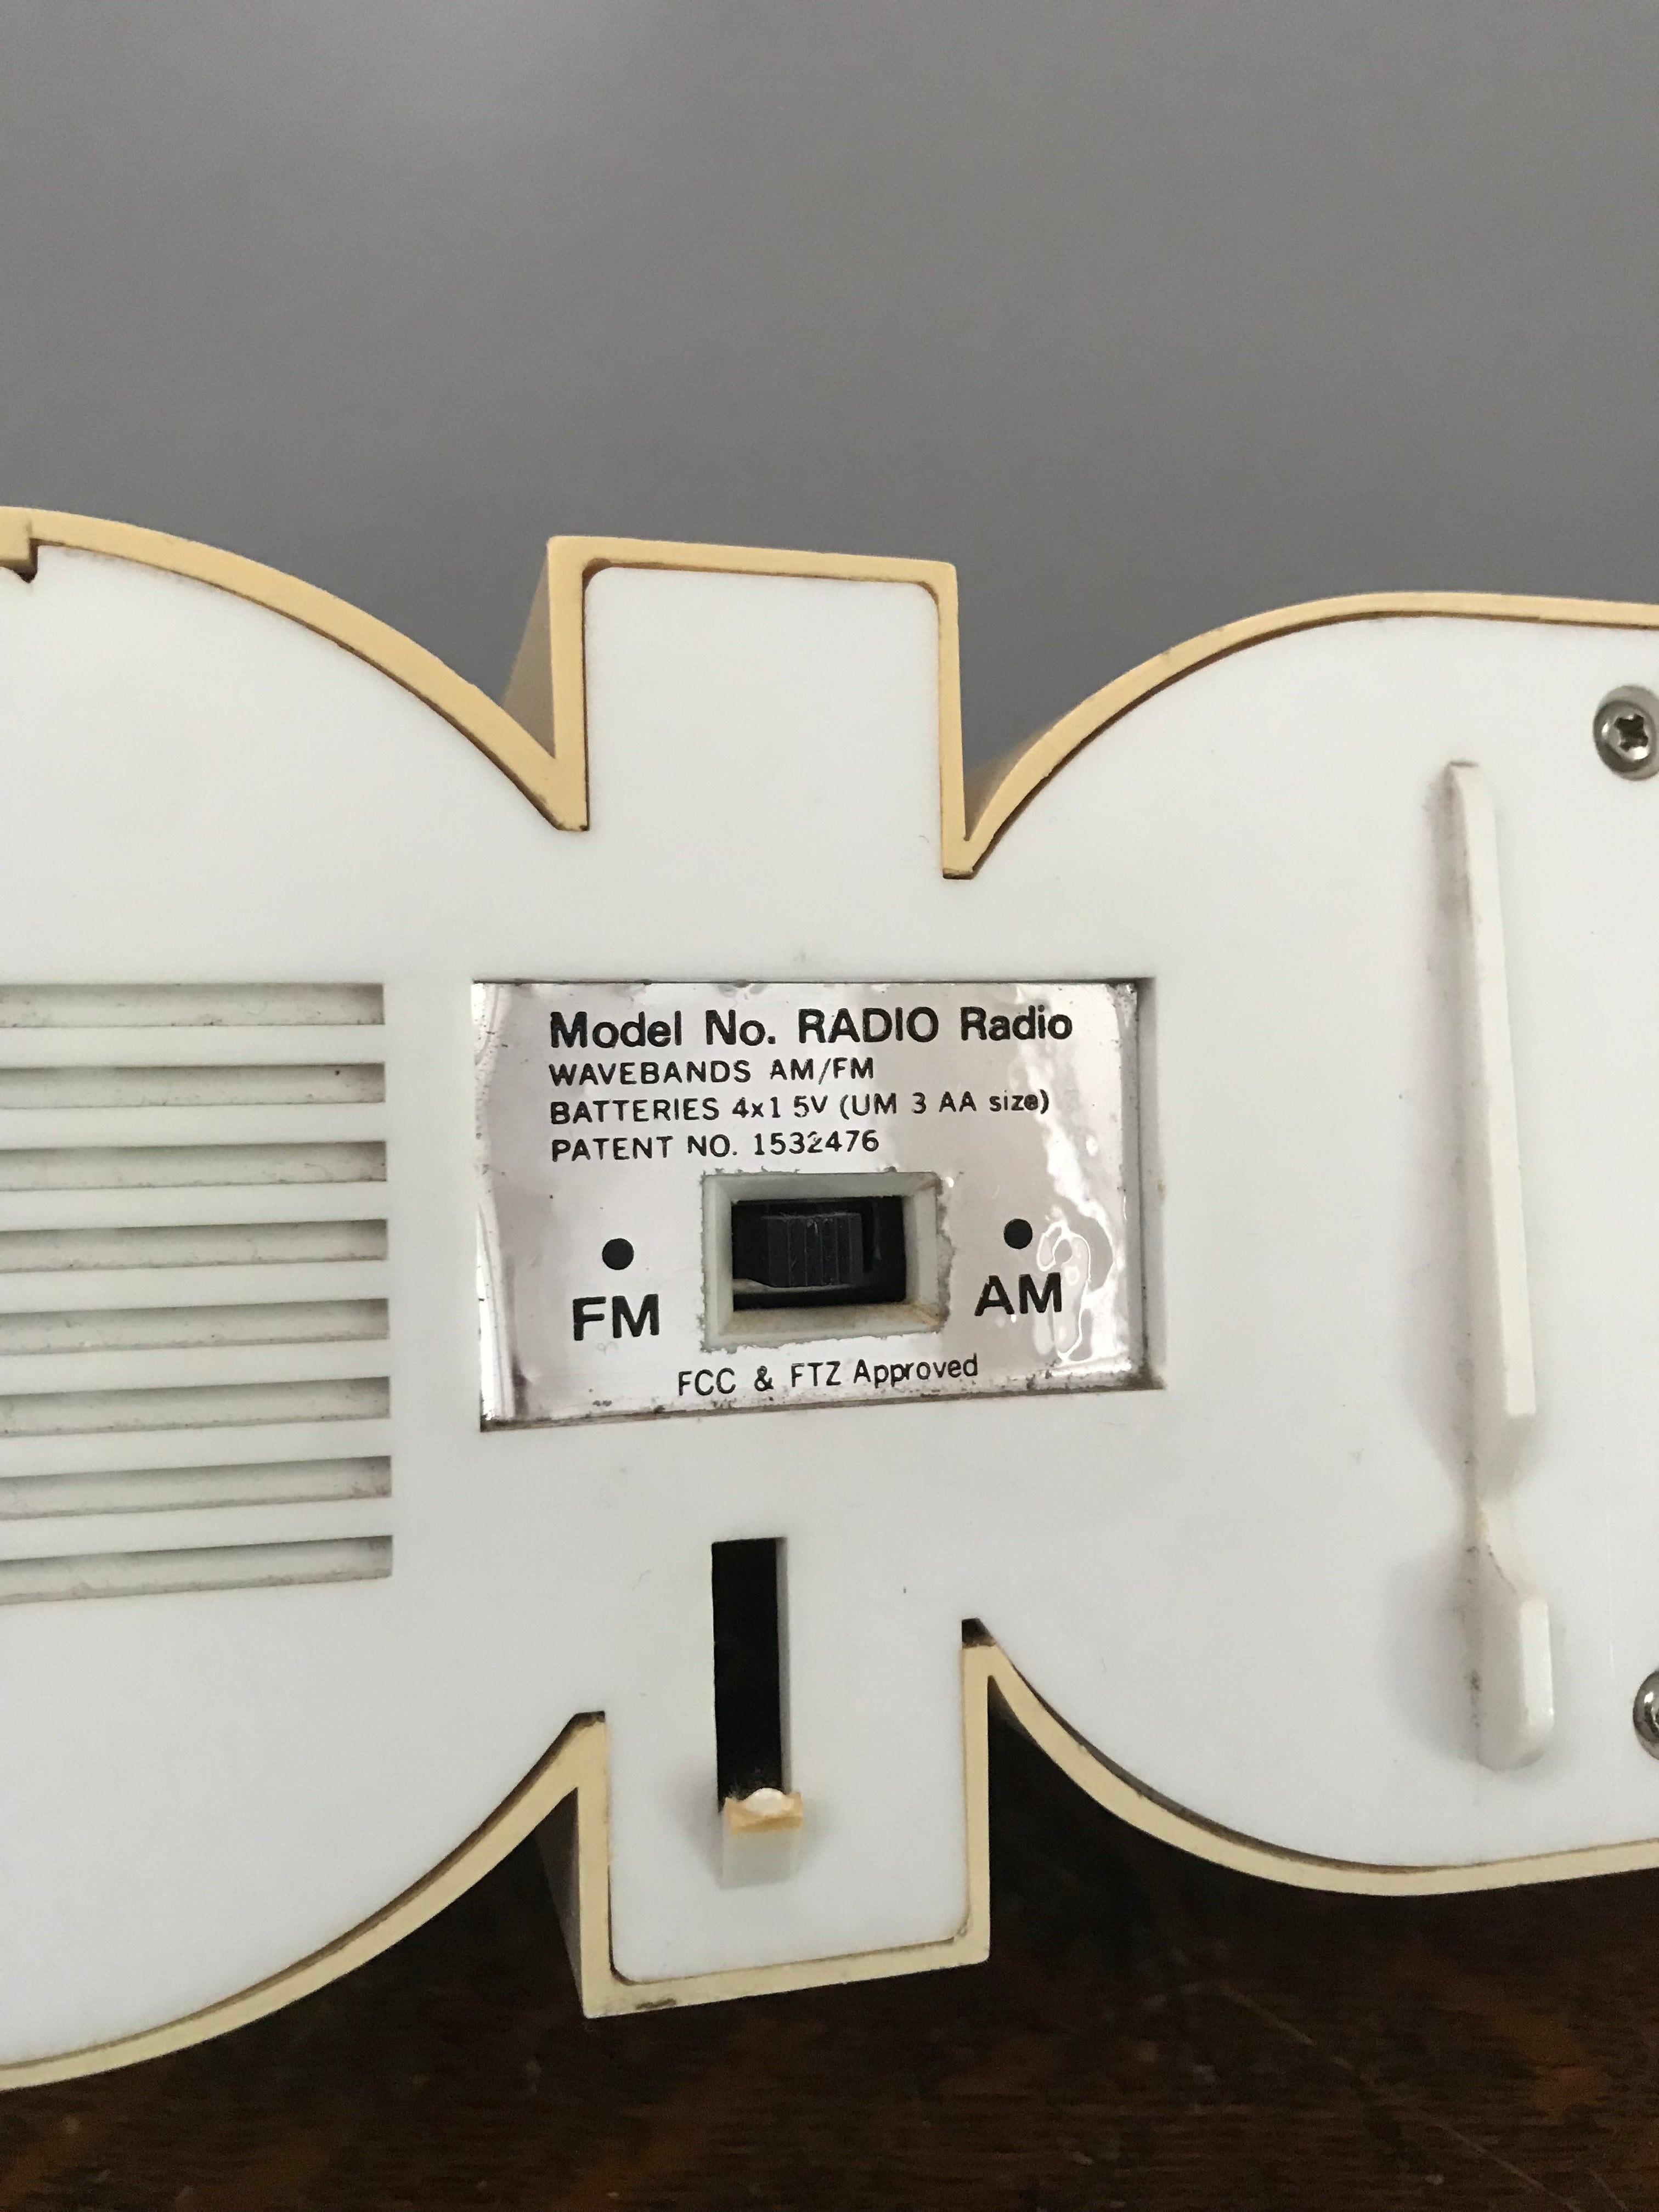 Model No. RADIO Radio
WAVEBANDS AM/FM
BATTERIES 4x1 5V (UM 3 AA size)
PATENT NO. 1532476
FM AM
FCC & FTZ Approved